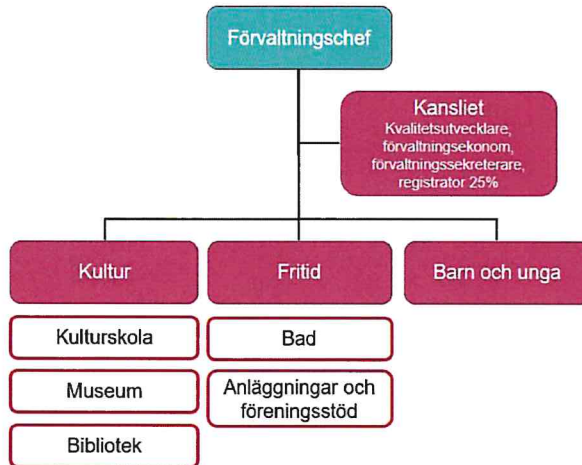 Förvaltningschef
Kansliet
Kvalitetsutvecklare,
förvaltningsekonom,
förvaltningssekreterare,
registrator 25%
Kultur
Fritid
Barn och unga
Kulturskola
Bad
Museum
Anläggningar och
föreningsstöd
Bibliotek